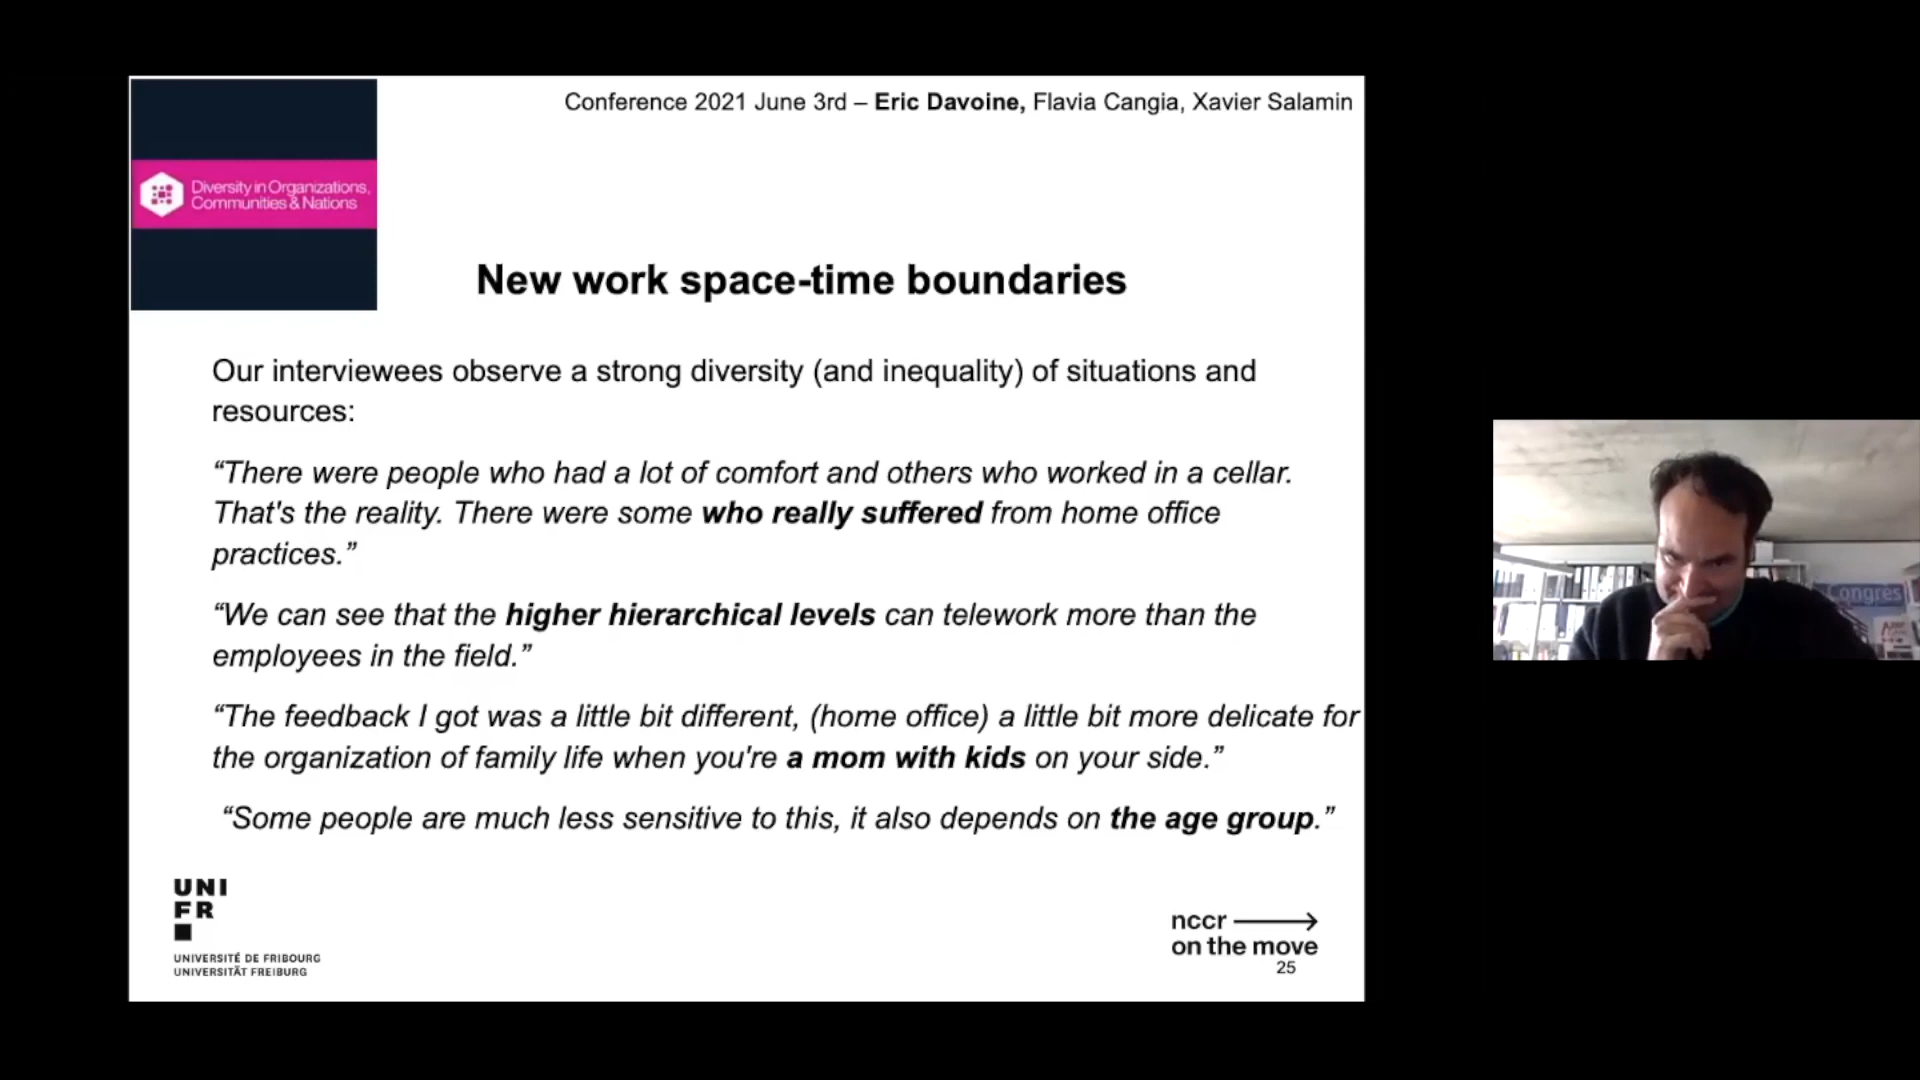 Conference 2021 June 3rd – Eric Davoine, Flavia Cangia, Xavier Salamin
Diversity in Organizations,
Communities & Nations
New work space-time boundaries
Our interviewees observe a strong diversity (and inequality) of situations and
resources:
“There were people who had a lot of comfort and others who worked in a cellar.
That's the reality. There were some who really suffered from home office
practices.”
“We can see that the higher hierarchical levels can telework more than the
employees in the field.”
“The feedback I got was a little bit different, (home office) a little bit more delicate for
the organization of family life when you're a mom with kids on your side.”
“Some people are much less sensitive to this, it also depends on the age group.”
UNI
FR
UNIVERSITÉ DE FRIBOURG
UNIVERSITÄT FREIBURG
nccr
on the move
25
Congrès